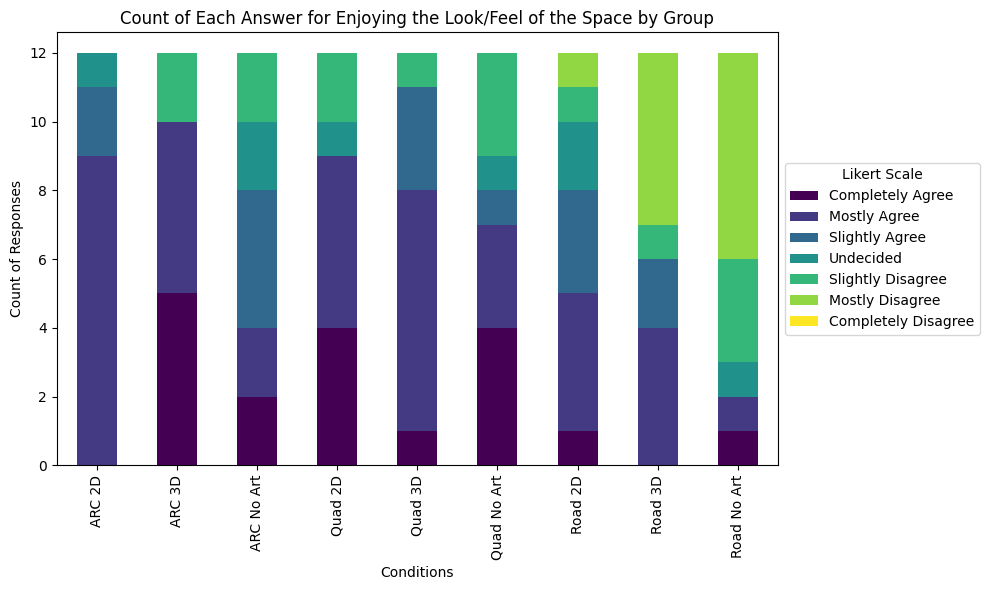 Count of Each Answer for Enjoying the Look/Feel of the Space by Group
Count of Responses
12
10
8
6
4
2
0
ARC 2D
ARC 3D
ARC No Art
Quad 2D
Quad 3D
Quad No Art
Road 2D
Road 3D
Road No Art
Conditions
Likert Scale
Completely Agree
Mostly Agree
Slightly Agree
Undecided
Slightly Disagree
Mostly Disagree
Completely Disagree